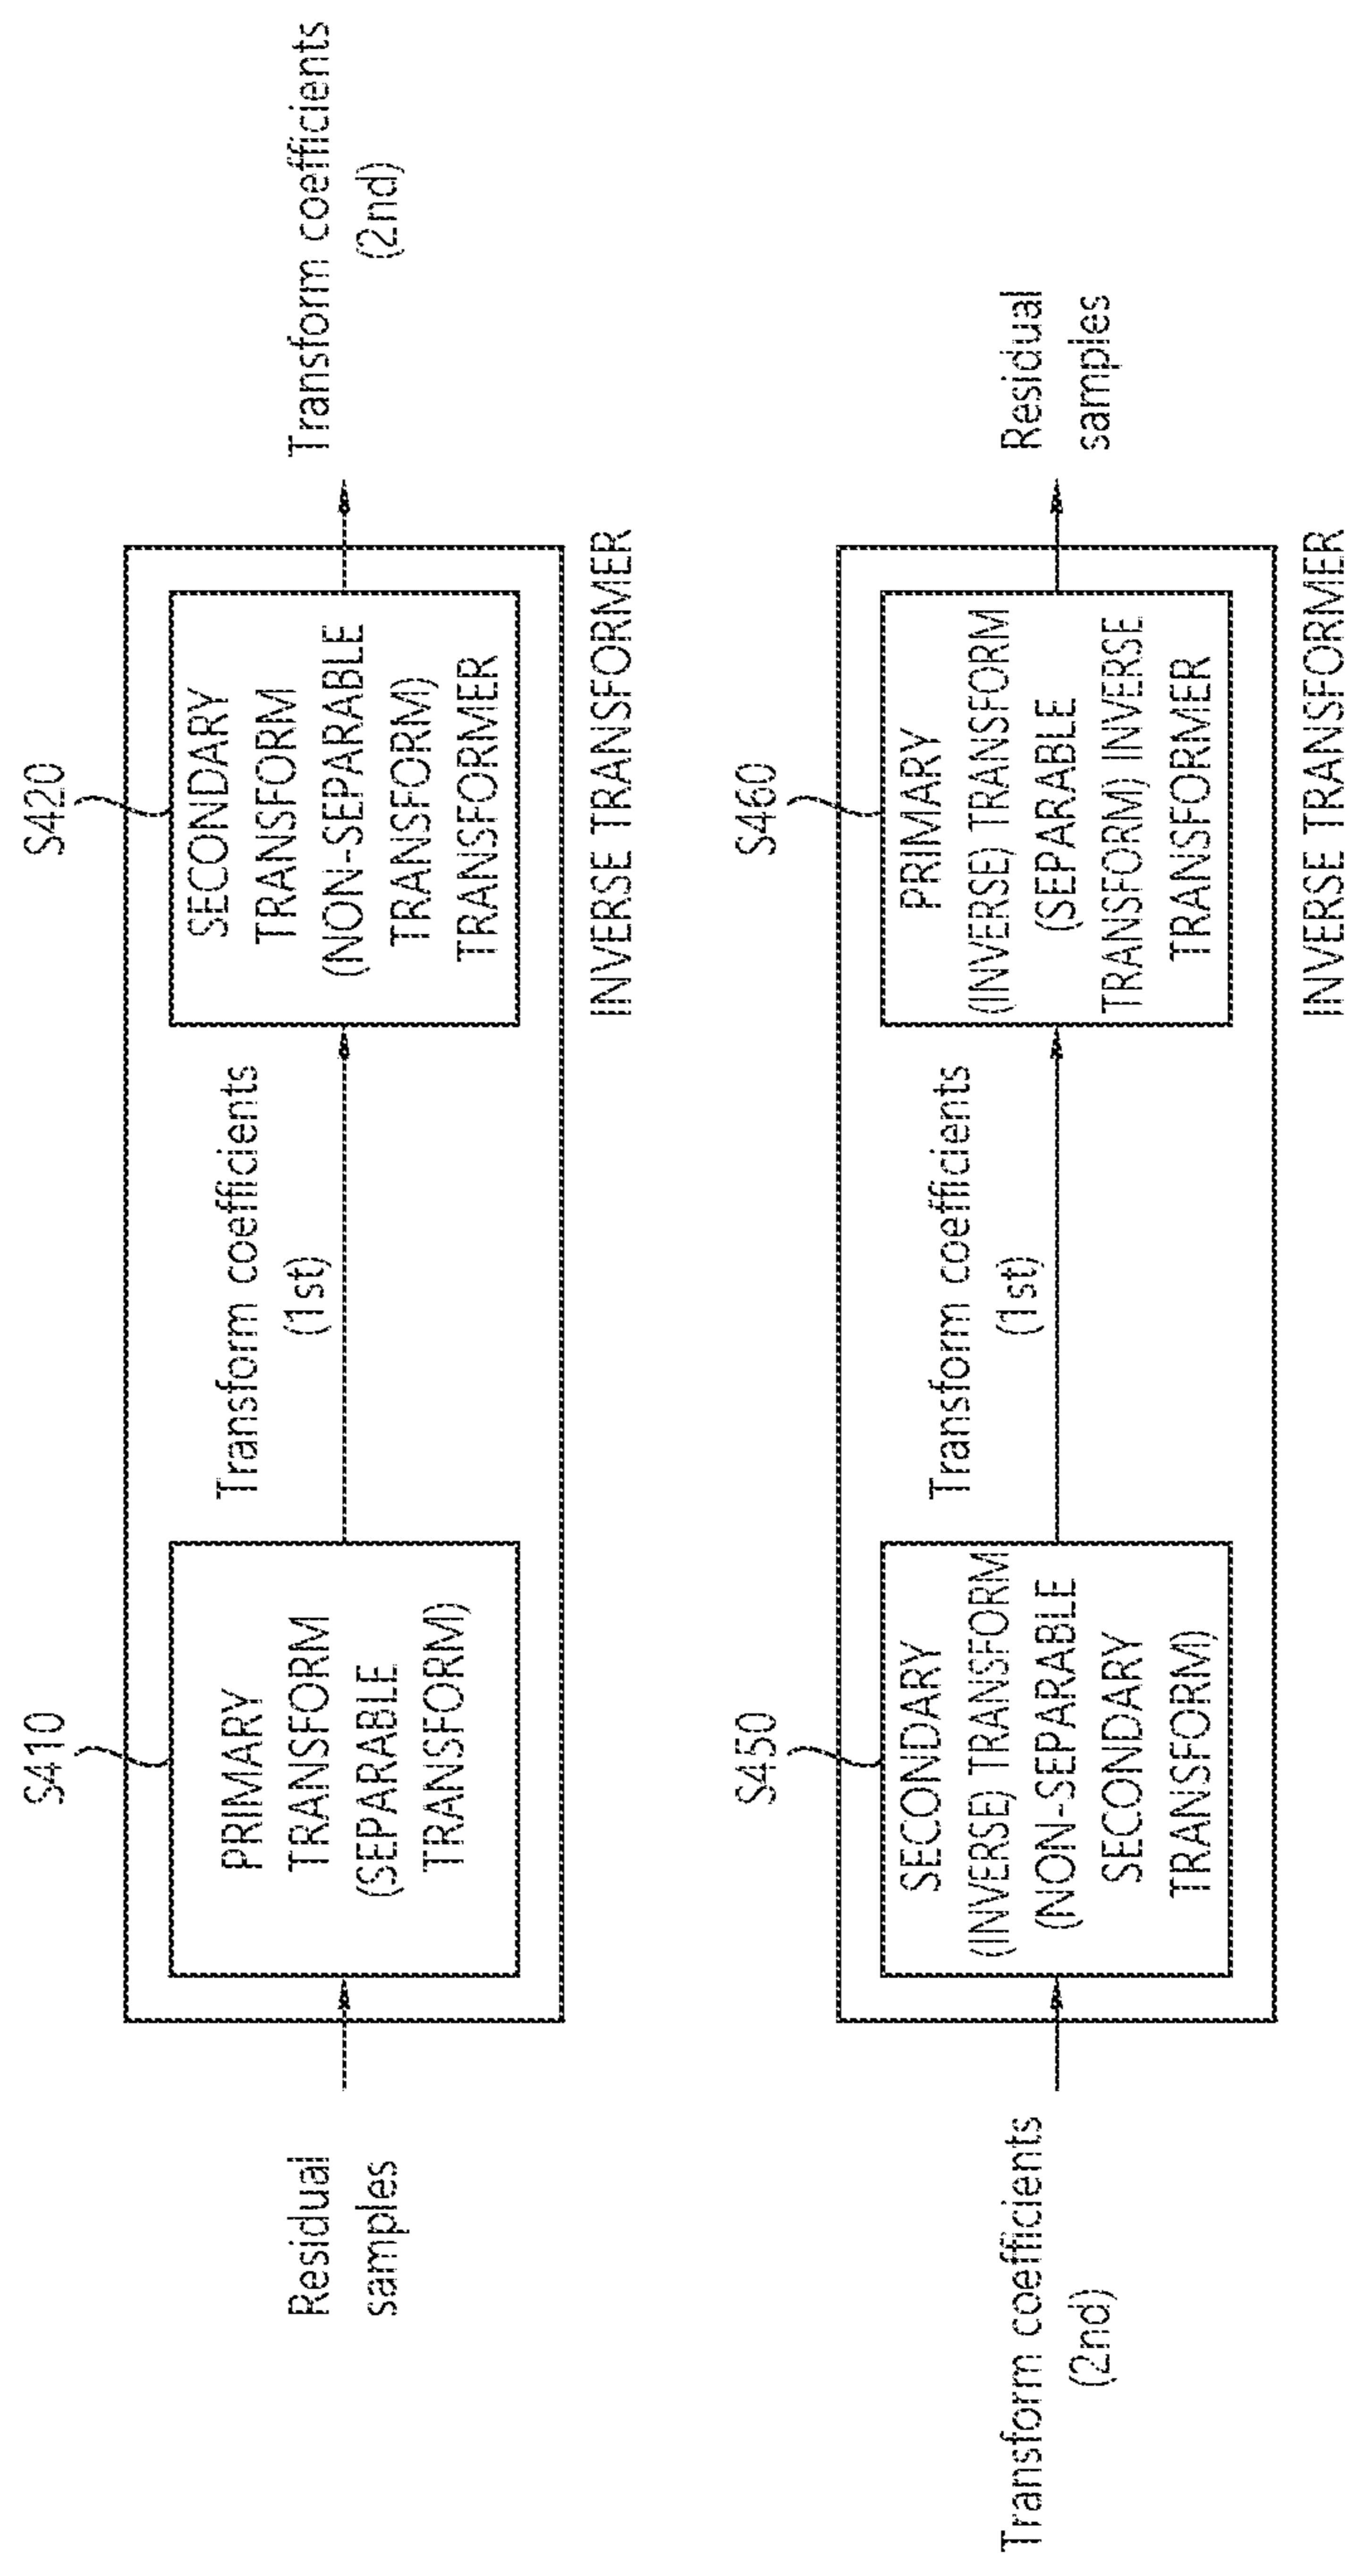 Residual
samples
S410
PRIMARY
TRANSFORM
(SEPARABLE
TRANSFORM)
Transform coefficients
(1st)
S420
SECONDARY
TRANSFORM
(NON-SEPARABLE
TRANSFORM)
TRANSFORMER
Transform coefficients
(2nd)
INVERSE TRANSFORMER
Transform coefficients
(2nd)
S450
SECONDARY
(INVERSE) TRANSFORM
(NON-SEPARABLE
SECONDARY
TRANSFORM)
Transform coefficients
(1st)
S460
PRIMARY
(INVERSE) TRANSFORM
(SEPARABLE
TRANSFORM) INVERSE
TRANSFORMER
Residual
samples
INVERSE TRANSFORMER